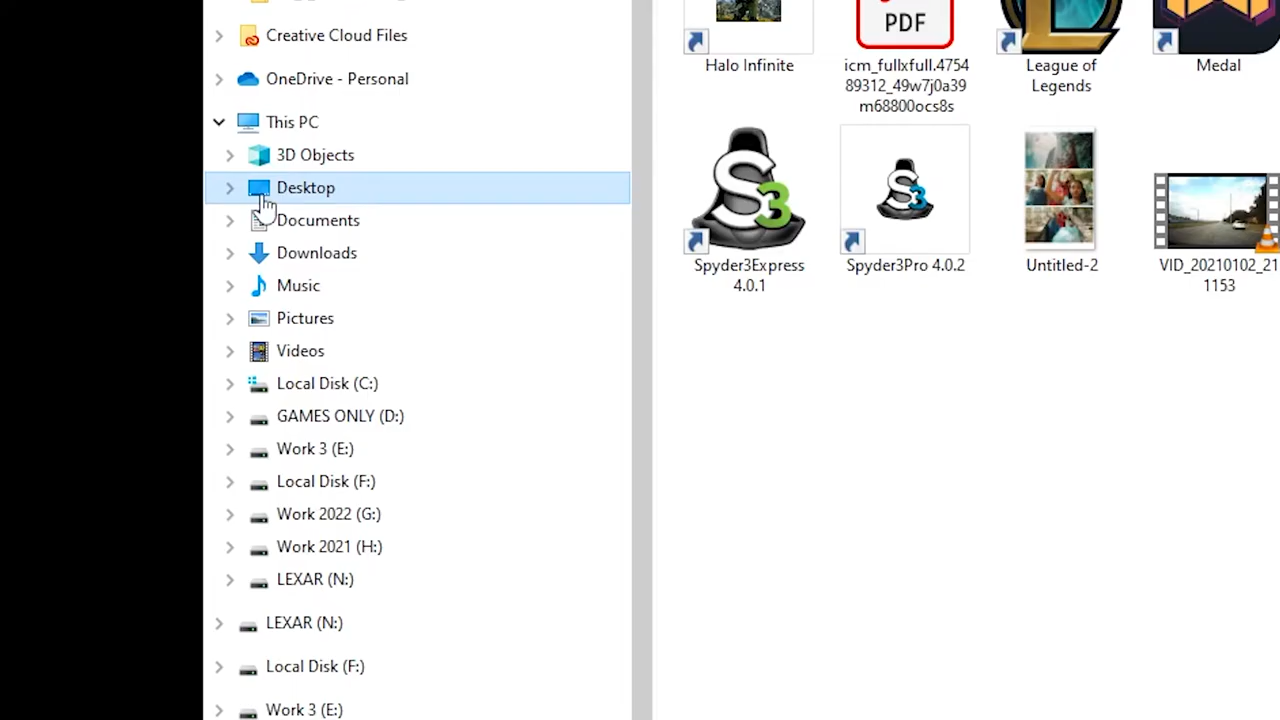 Creative Cloud Files
OneDrive - Personal
This PC
3D Objects
Desktop
Documents
Downloads
Music
Pictures
Videos
Local Disk (C:)
GAMES ONLY (D:)
Work 3 (E:)
Local Disk (F:)
Work 2022 (G:)
Work 2021 (H:)
LEXAR (N:)
LEXAR (N:)
Local Disk (F:)
Work 3 (E:)
PDF
Halo Infinite
icm_fullxfull.4754
89312_49w7j0a39
m68800ocs8s
League of
Legends
Medal
S3
Spyder3Express
4.0.1
S3
Spyder3Pro 4.0.2
Untitled-2
VID_20210102_21
1153